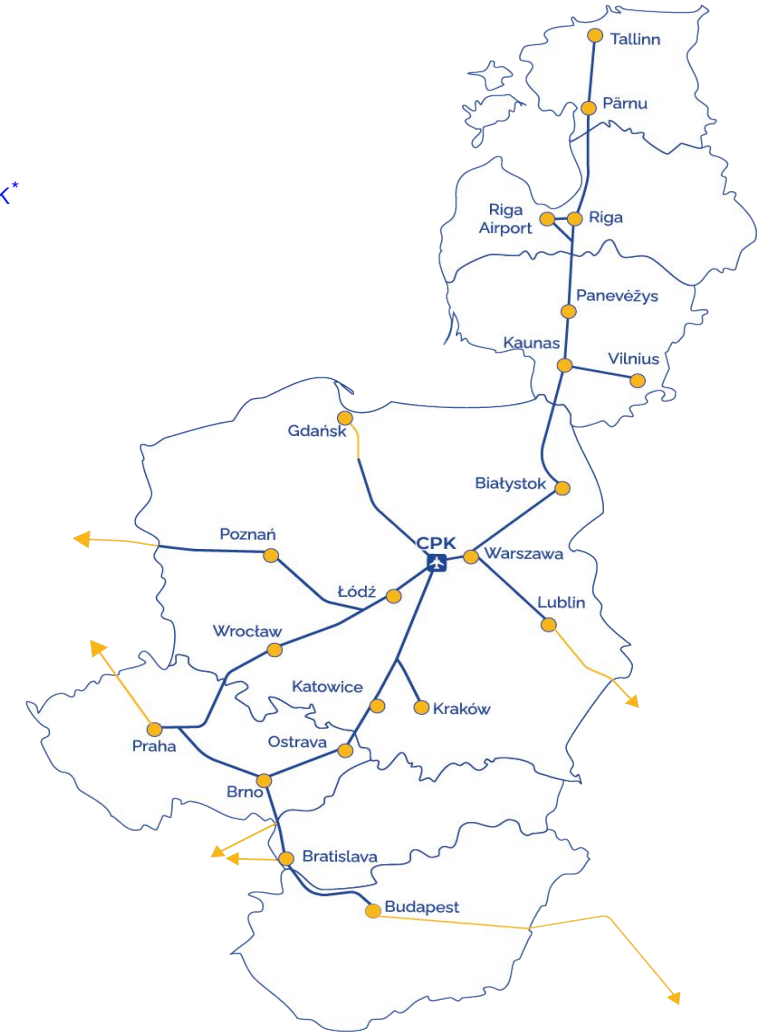 Tallinn
Pärnu
K*
Riga
Airport
Riga
Panevėžys
Kaunas
Vilnius
Gdańsk
Białystok
Poznań
CPK
Warszawa
Łódź
Lublin
Wrocław
Katowice
Kraków
Praha
Ostrava
Brno
Bratislava
Budapest